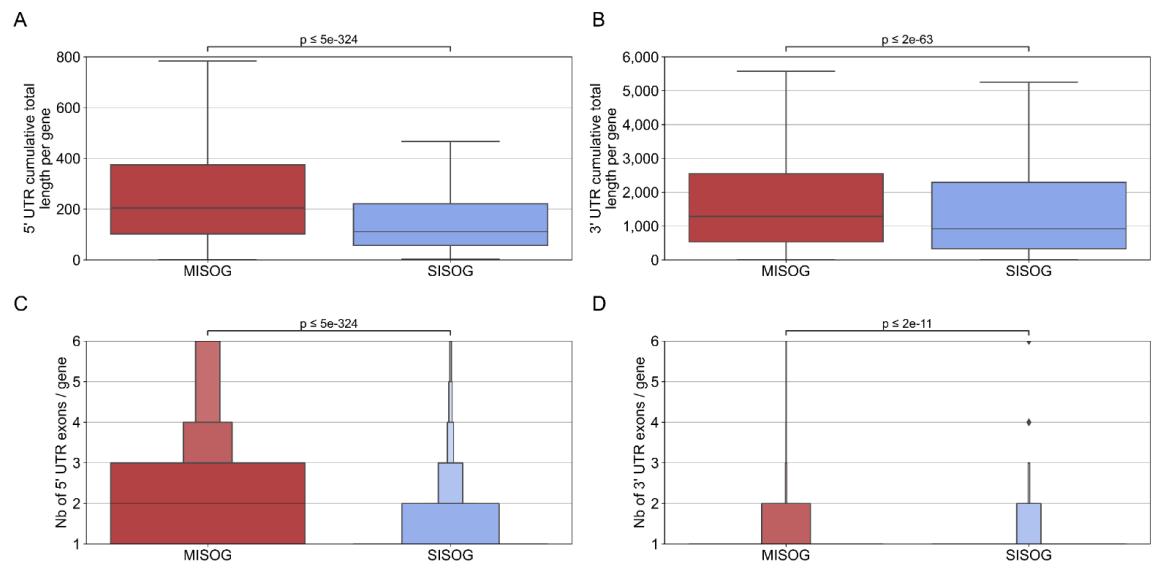 A
p ≤ 5e-324
5' UTR cumulative total
length per gene
800
600
400
200
0
MISOG
SISOG
B
p ≤ 2e-63
3' UTR cumulative total
length per gene
6,000
5,000
4,000
3,000
2,000
1,000
0
MISOG
SISOG
C
p ≤ 5e-324
Nb of 5' UTR exons / gene
6
5
4
3
2
1
MISOG
SISOG
D
p ≤ 2e-11
Nb of 3' UTR exons / gene
6
5
4
3
2
1
MISOG
SISOG